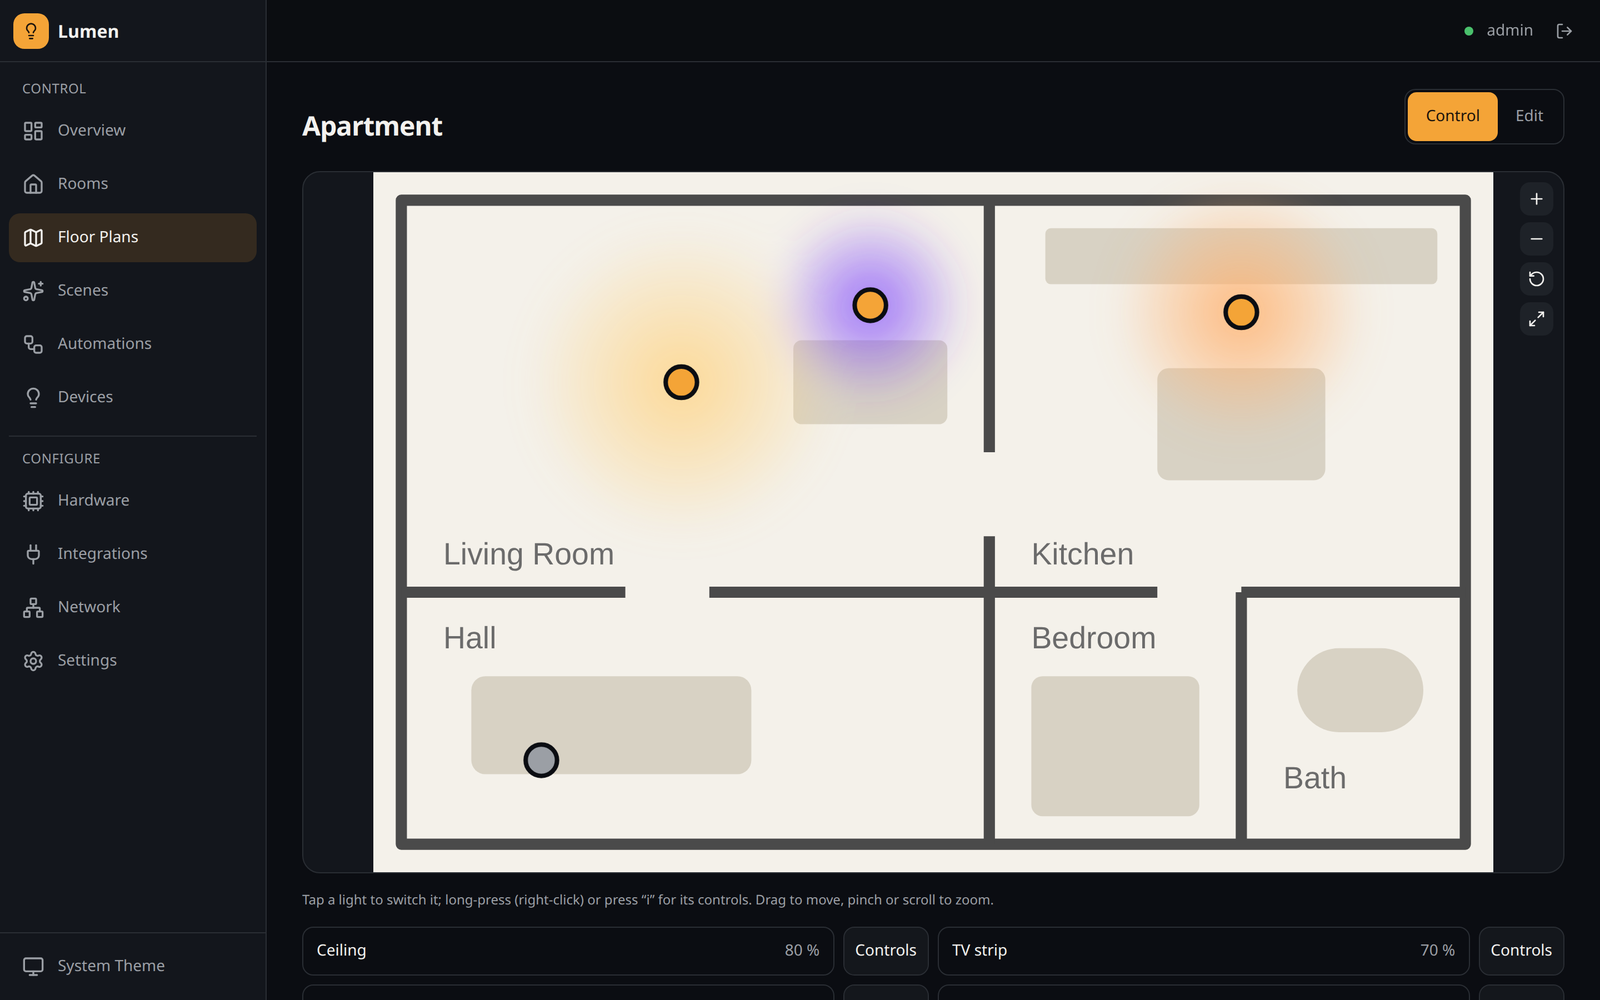 Lumen
admin
CONTROL
Overview
Rooms
Floor Plans
Scenes
Automations
Devices
CONFIGURE
Hardware
Integrations
Network
Settings
System Theme
Apartment
Control
Edit
Living Room
Kitchen
Hall
Bedroom
Bath
Tap a light to switch it; long-press (right-click) or press “i” for its controls. Drag to move, pinch or scroll to zoom.
Ceiling
80 %
Controls
TV strip
70 %
Controls